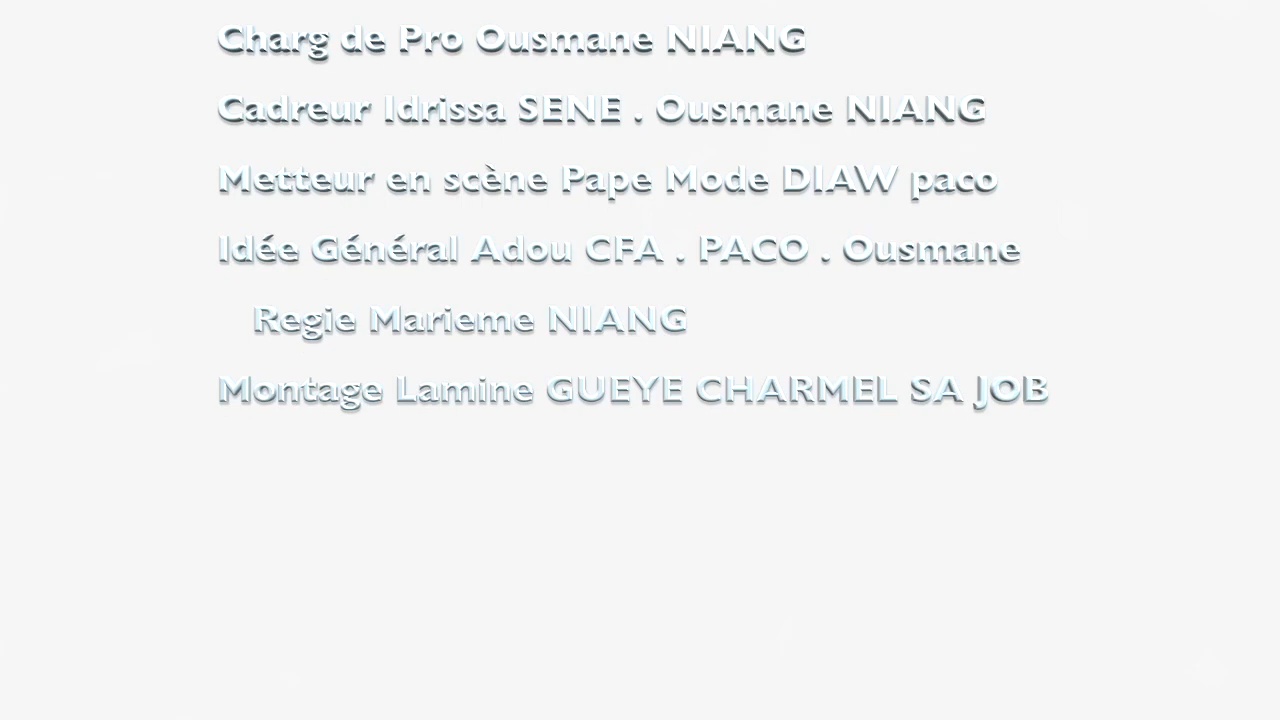 Charg de Pro Ousmane NIANG
Cadreur Idrissa SENE . Ousmane NIANG
Metteur en scène Pape Mode DIAW paco
Idée Général Adou CFA . PACO . Ousmane
Regie Marieme NIANG
Montage Lamine GUEYE CHARMEL SA JOB